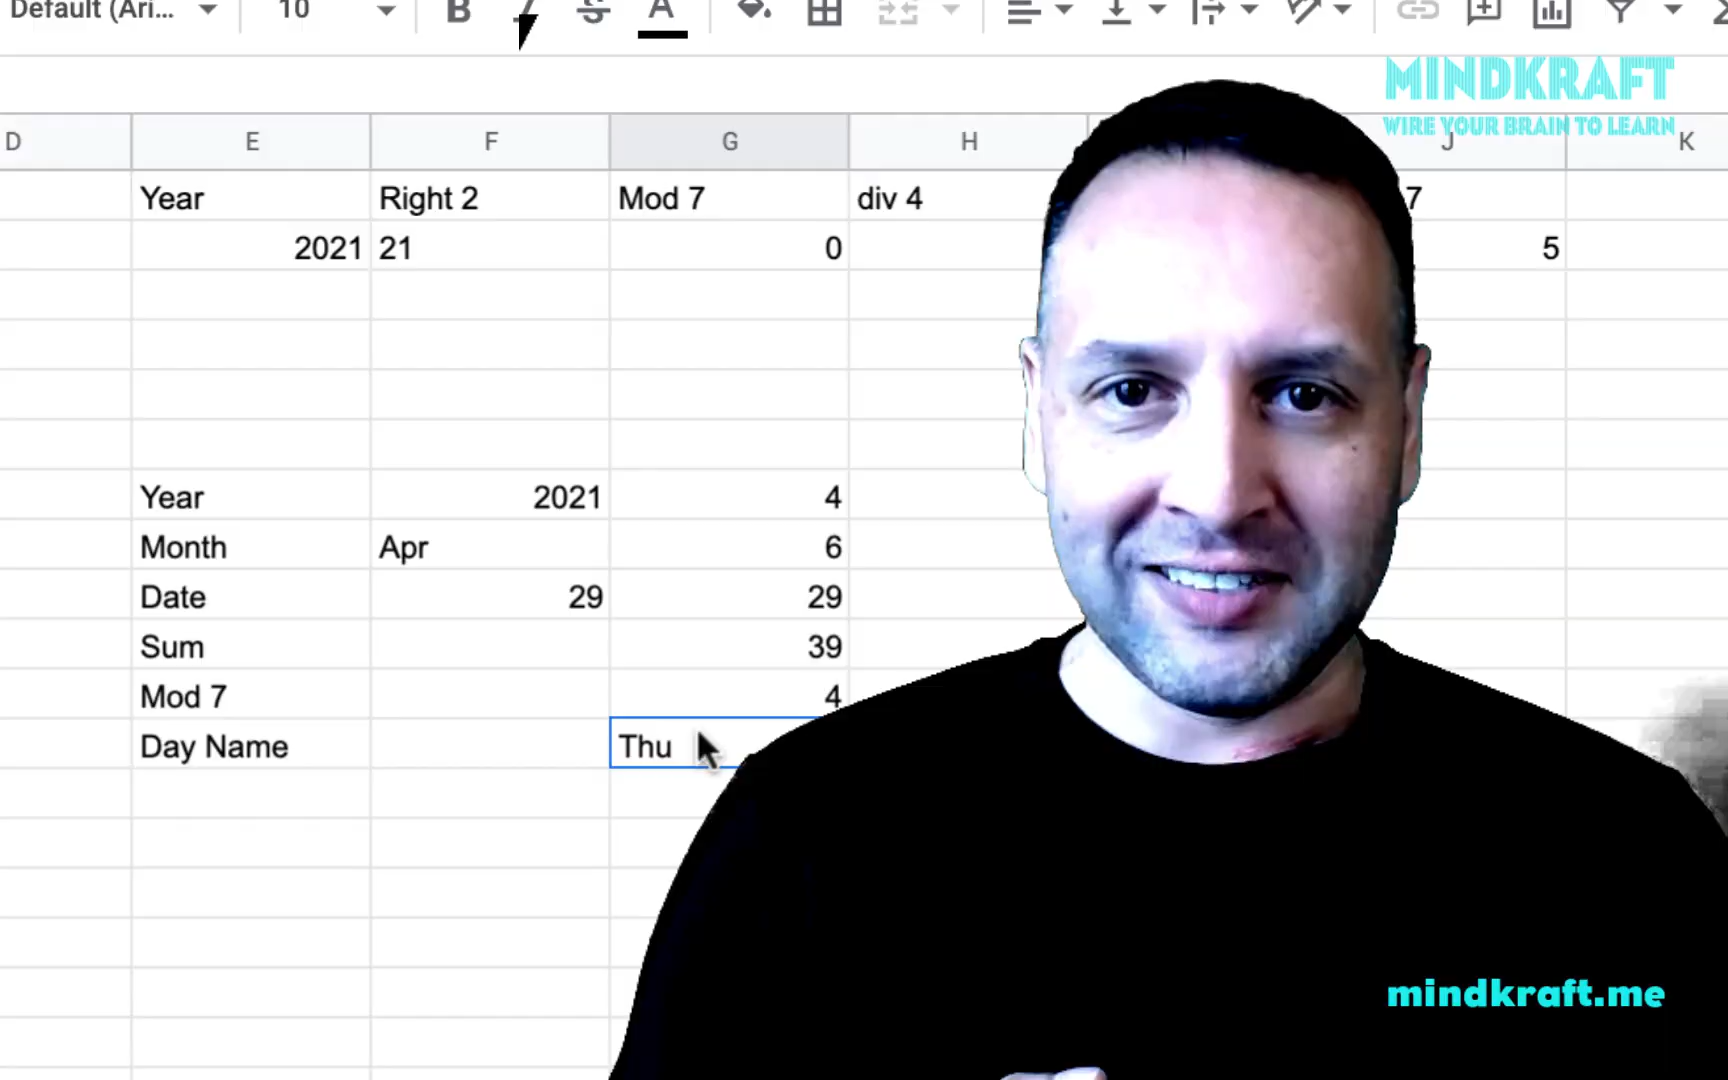 Default (Ari... 10 B A
MINDKRAFT
WIRE YOUR BRAIN TO LEARN
D E F G H J K
Year Right 2 Mod 7 div 4 7
2021 21 0 5
Year 2021 4
Month Apr 6
Date 29 29
Sum 39
Mod 7 4
Day Name Thu
mindkraft.me